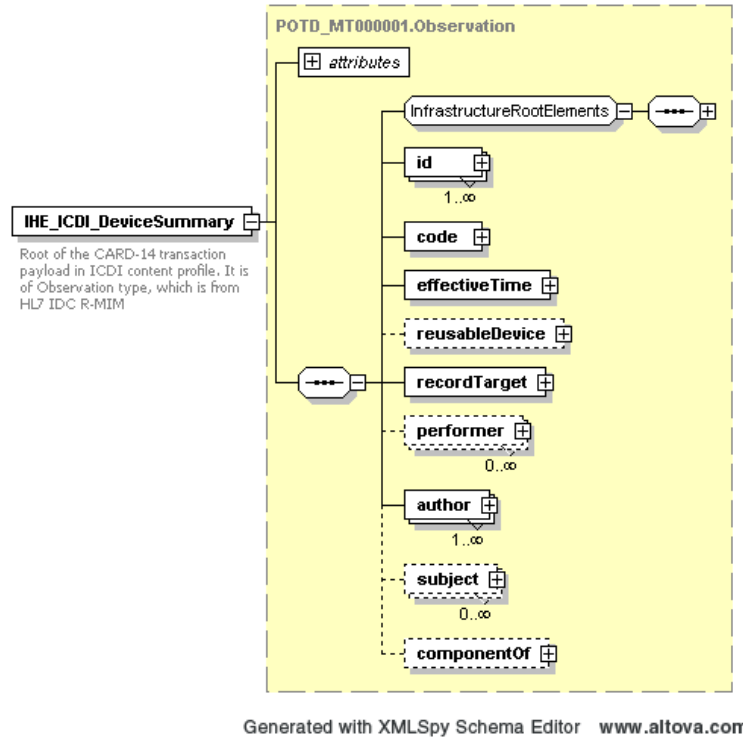 POTD_MT000001.Observation
attributes
InfrastructureRootElements
id
1..∞
code
IHE_ICDI_DeviceSummary
Root of the CARD-14 transaction
payload in ICDI content profile. It is
of Observation type, which is from
HL7 IDC R-MIM
effectiveTime
reusableDevice
recordTarget
performer
0..∞
author
1..∞
subject
0..∞
componentOf
Generated with XMLSpy Schema Editor www.altova.com